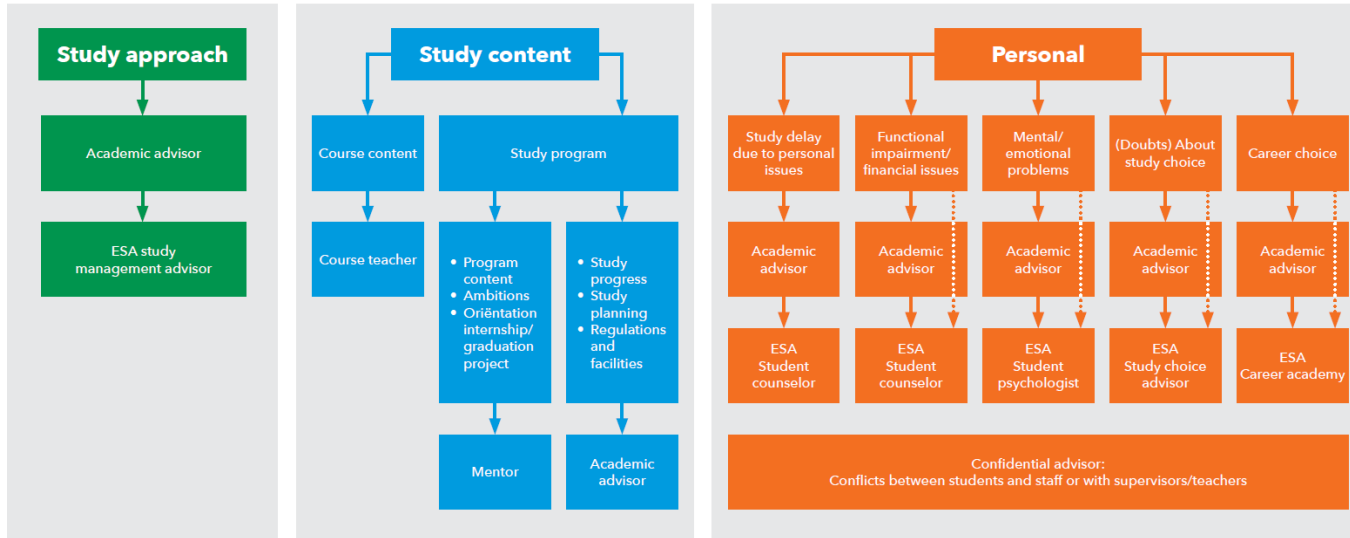 Study approach
Academic advisor
ESA study
management advisor
Study content
Course content
Study program
Course teacher
• Program
content
• Ambitions
• Oriëntation
internship/
graduation
project
• Study
progress
• Study
planning
• Regulations
and
facilities
Mentor
Academic
advisor
Personal
Study delay
due to personal
issues
Functional
impairment/
financial issues
Mental/
emotional
problems
(Doubts) About
study choice
Career choice
Academic
advisor
Academic
advisor
Academic
advisor
Academic
advisor
Academic
advisor
ESA
Student
counselor
ESA
Student
counselor
ESA
Student
psychologist
ESA
Study choice
advisor
ESA
Career academy
Confidential advisor:
Conflicts between students and staff or with supervisors/teachers